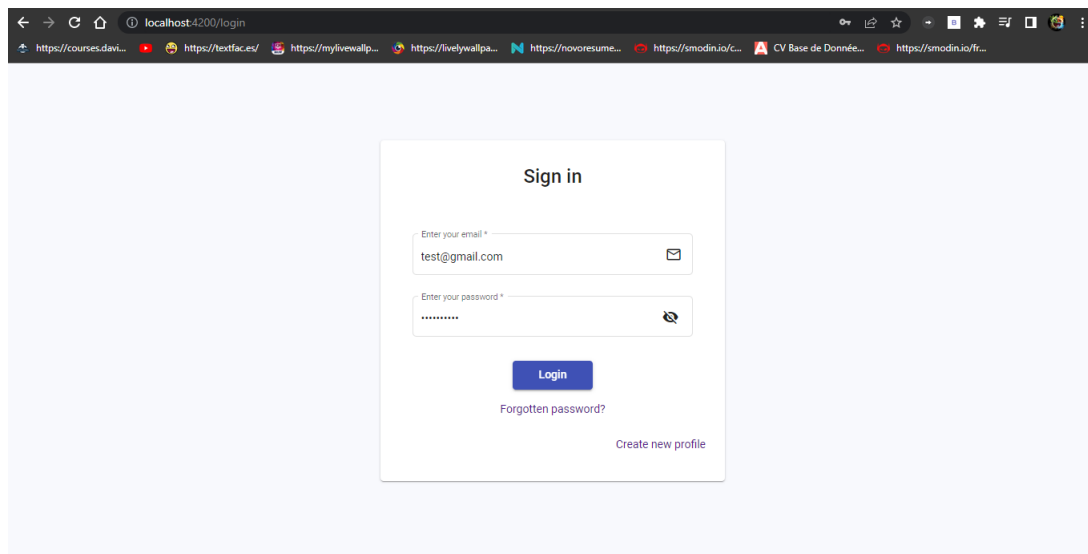 localhost:4200/login
https://courses.davi... https://textfac.es/ https://mylivewallp... https://livelywallpa... https://novoresume... https://smodin.io/c... CV Base de Donnée... https://smodin.io/fr...
Sign in
Enter your email *
test@gmail.com
Enter your password *
••••••••••
Login
Forgotten password?
Create new profile